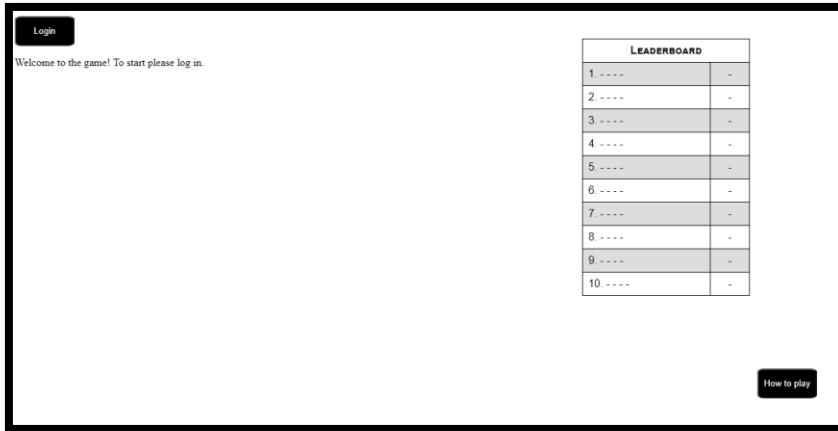 Login
Welcome to the game! To start please log in.
LEADERBOARD
1. - - - - -
2. - - - - -
3. - - - - -
4. - - - - -
5. - - - - -
6. - - - - -
7. - - - - -
8. - - - - -
9. - - - - -
10. - - - - -
How to play